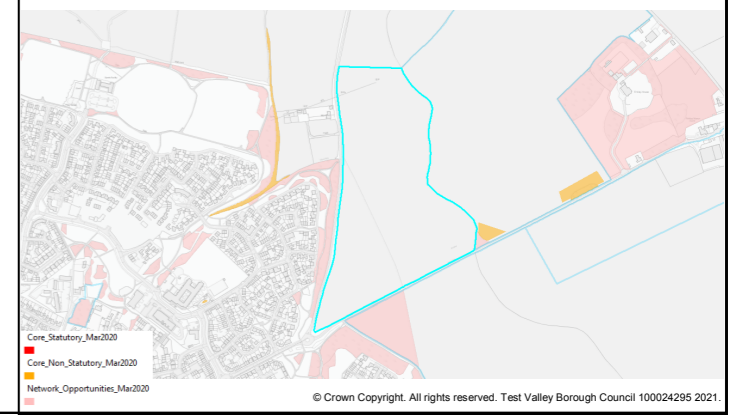 Core_Statutory_Mar2020
Core_Non_Statutory_Mar2020
Network_Opportunities_Mar2020
© Crown Copyright. All rights reserved. Test Valley Borough Council 100024295 2021.